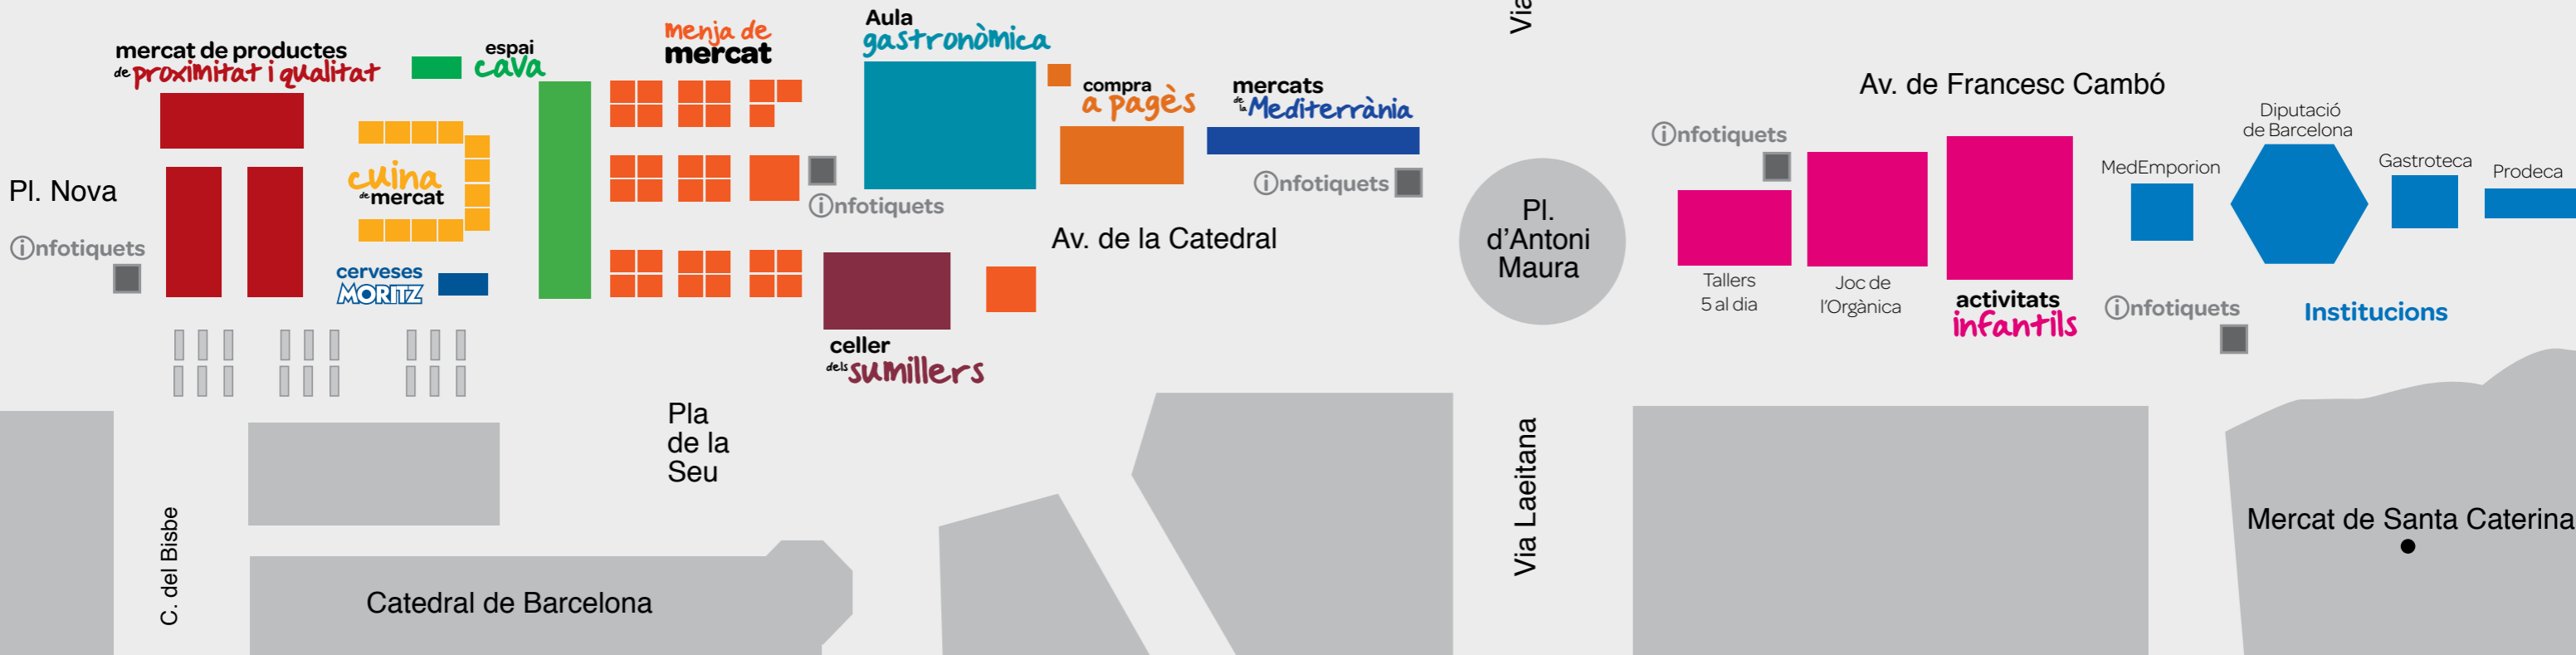 mercat de productes
de proximitat i qualitat
espai
cava
menja de
mercat
Aula
gastronòmica
compra
a pagès
mercats
de la Mediterrània
Via
Av. de Francesc Cambó
Diputació
de Barcelona
infotiquets
MedEmporion
Gastroteca
Prodeca
Pl. Nova
cuina
de mercat
infotiquets
infotiquets
infotiquets
Av. de la Catedral
Pl.
d'Antoni
Maura
cerveses
MORITZ
Tallers
5 al dia
Joc de
l'Orgànica
activitats
infantils
infotiquets
Institucions
celler
dels sumillers
Pla
de la
Seu
Via Laeitana
C. del Bisbe
Catedral de Barcelona
Mercat de Santa Caterina